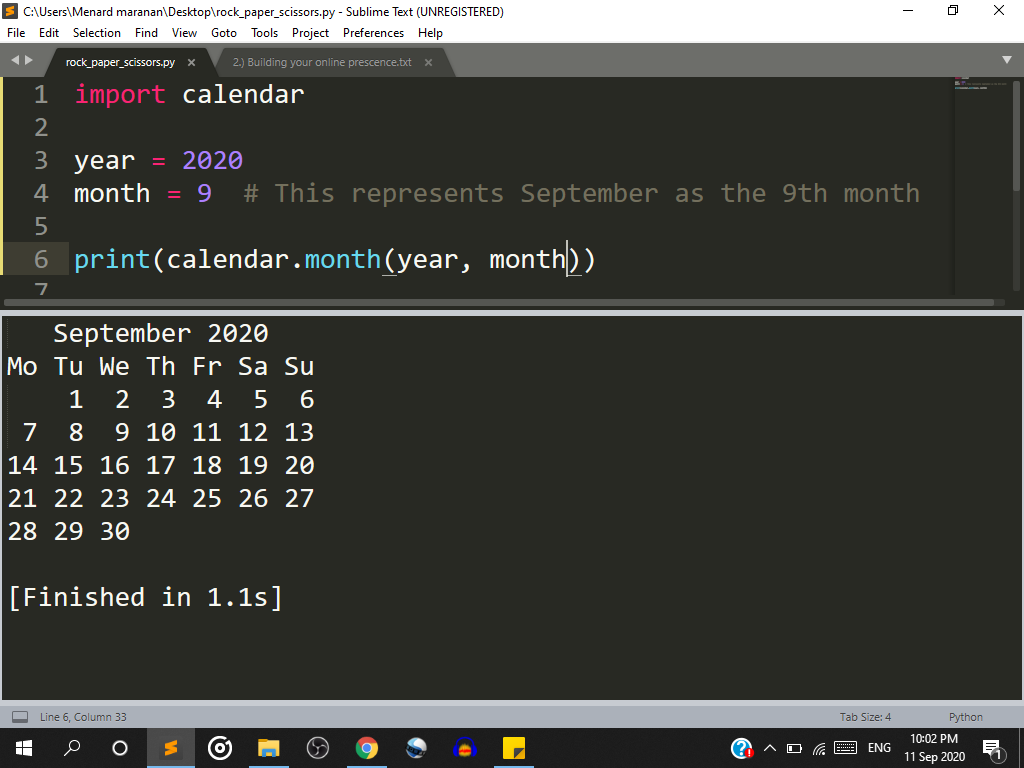 C:\Users\Menard maranan\Desktop\rock_paper_scissors.py - Sublime Text (UNREGISTERED)
File Edit Selection Find View Goto Tools Project Preferences Help
rock_paper_scissors.py 2.) Building your online prescence.txt
1 import calendar
2
3 year = 2020
4 month = 9  # This represents September as the 9th month
5
6 print(calendar.month(year, month))
7
   September 2020
Mo Tu We Th Fr Sa Su
    1  2  3  4  5  6
 7  8  9 10 11 12 13
14 15 16 17 18 19 20
21 22 23 24 25 26 27
28 29 30
[Finished in 1.1s]
Line 6, Column 33 Tab Size: 4 Python
ENG 10:02 PM
11 Sep 2020 1